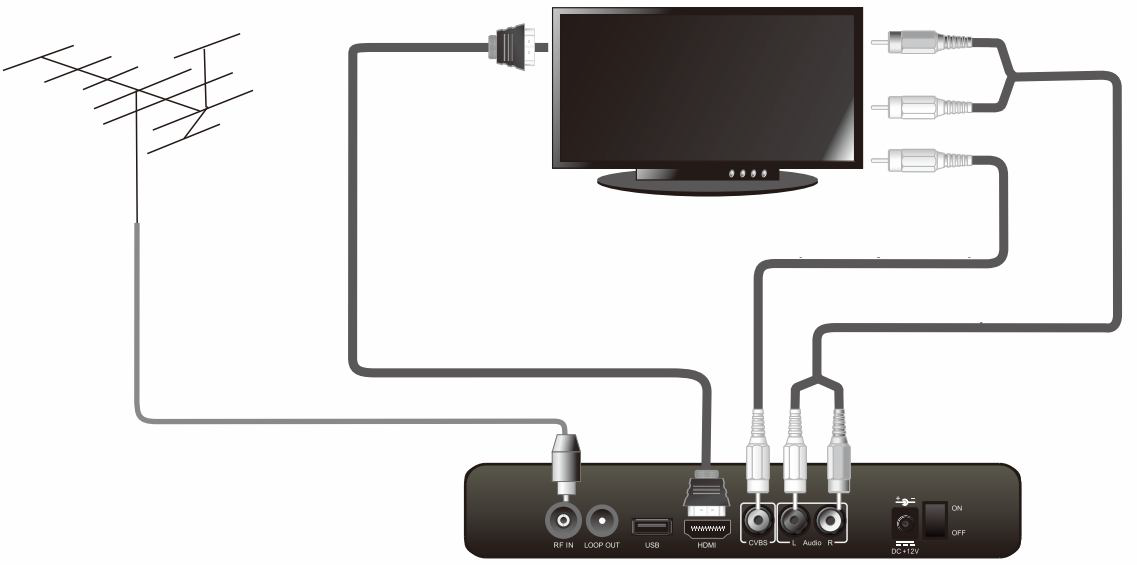 ON
OFF
RF IN LOOP OUT USB HDMI CVBS L Audio R DC +12V